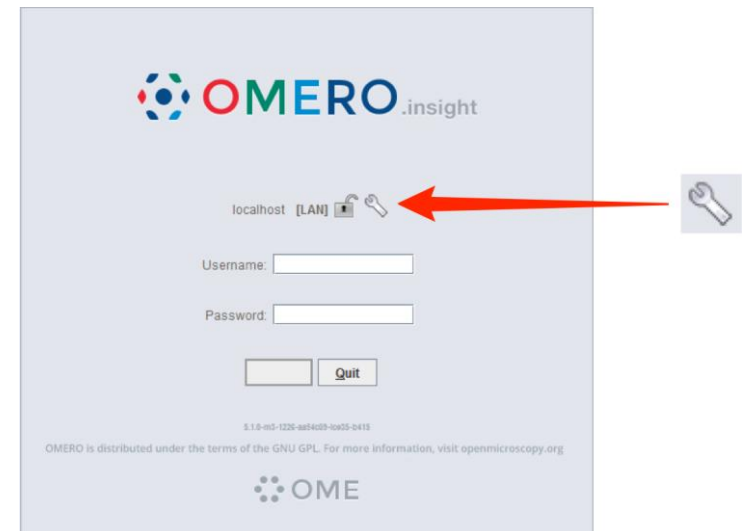 OMERO.insight
localhost [LAN]
Username:
Password:
Quit
OMERO is distributed under the terms of the GNU GPL. For more information, visit openmicroscopy.org
OME